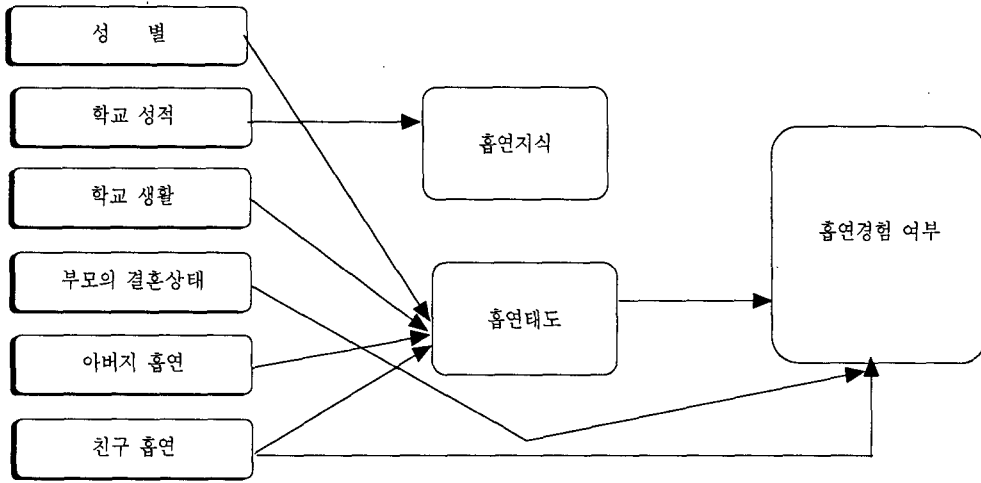 성 별
학교 성적
흡연지식
학교 생활
흡연경험 여부
부모의 결혼상태
흡연태도
아버지 흡연
친구 흡연